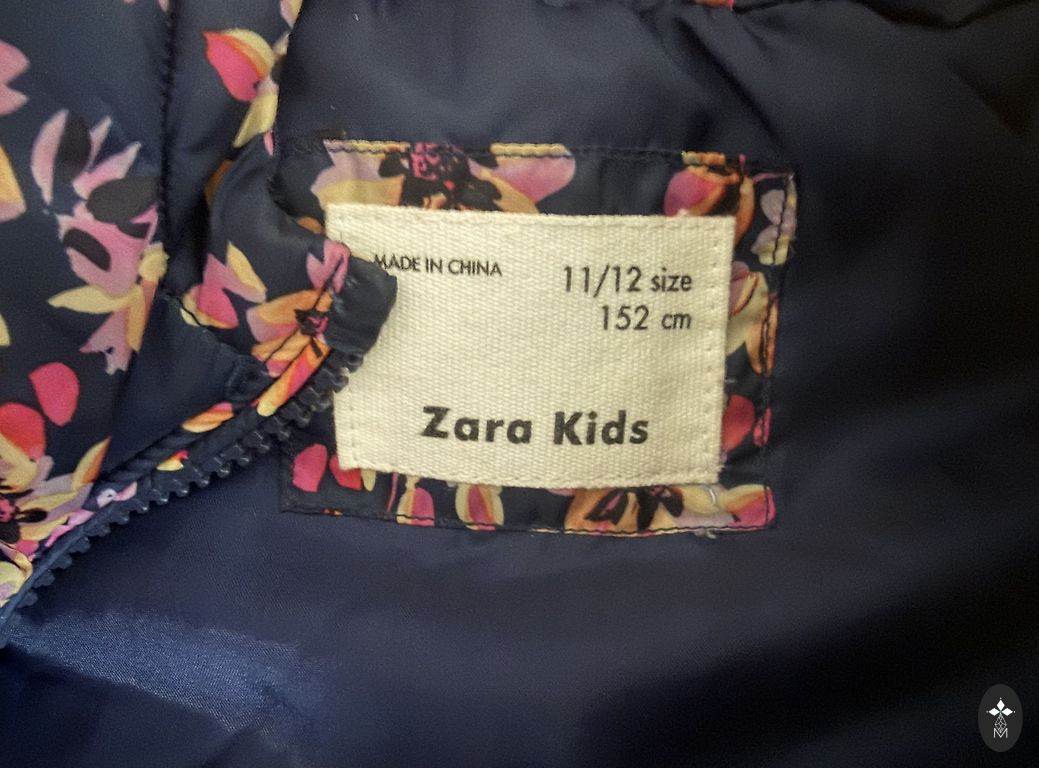 MADE IN CHINA
11/12 size
152 cm
Zara Kids
M